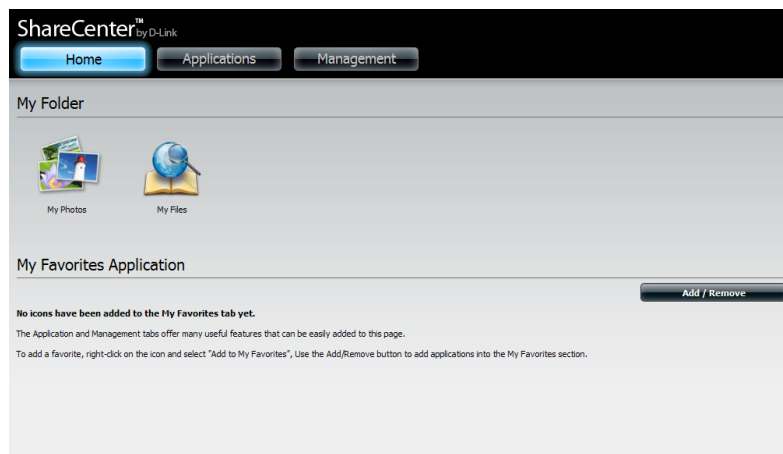 ShareCenter™ by D-Link
Home Applications Management
My Folder
My Photos My Files
My Favorites Application
Add / Remove
No icons have been added to the My Favorites tab yet.
The Application and Management tabs offer many useful features that can be easily added to this page.
To add a favorite, right-click on the icon and select "Add to My Favorites", Use the Add/Remove button to add applications into the My Favorites section.